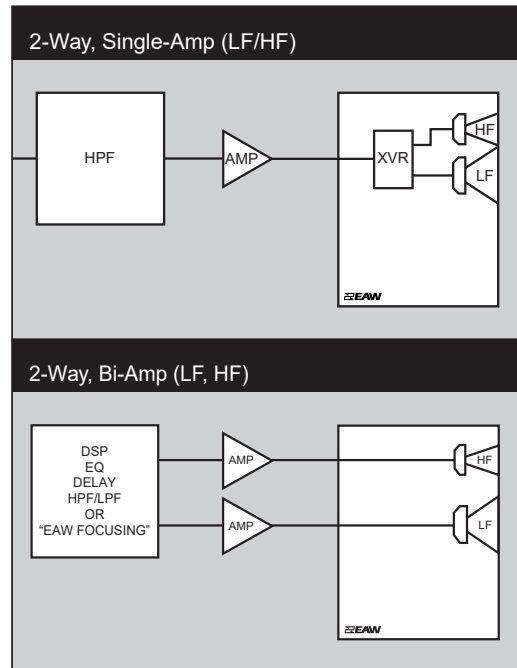 2-Way, Single-Amp (LF/HF)
HPF
AMP
XVR
HF
LF
EAW
2-Way, Bi-Amp (LF, HF)
DSP
EQ
DELAY
HPF/LPF
OR
“EAW FOCUSING”
AMP
HF
AMP
LF
EAW